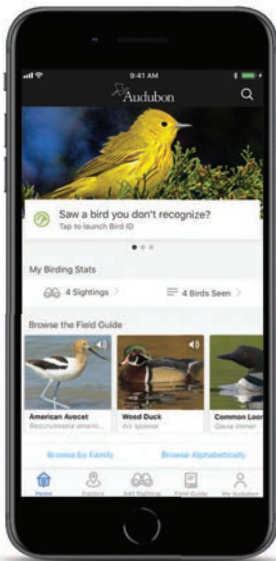 9:41 AM
Audubon
Saw a bird you don't recognize?
Tap to launch Bird ID
My Birding Stats
4 Sightings
4 Birds Seen
Browse the Field Guide
American Avocet
Wood Duck
Common Loon
Recurvirostra americ...
Aix sponsa
Gavia immer
Browse by Family
Browse Alphabetically
Home
Explore
Add Sighting
Field Guide
My Audubon